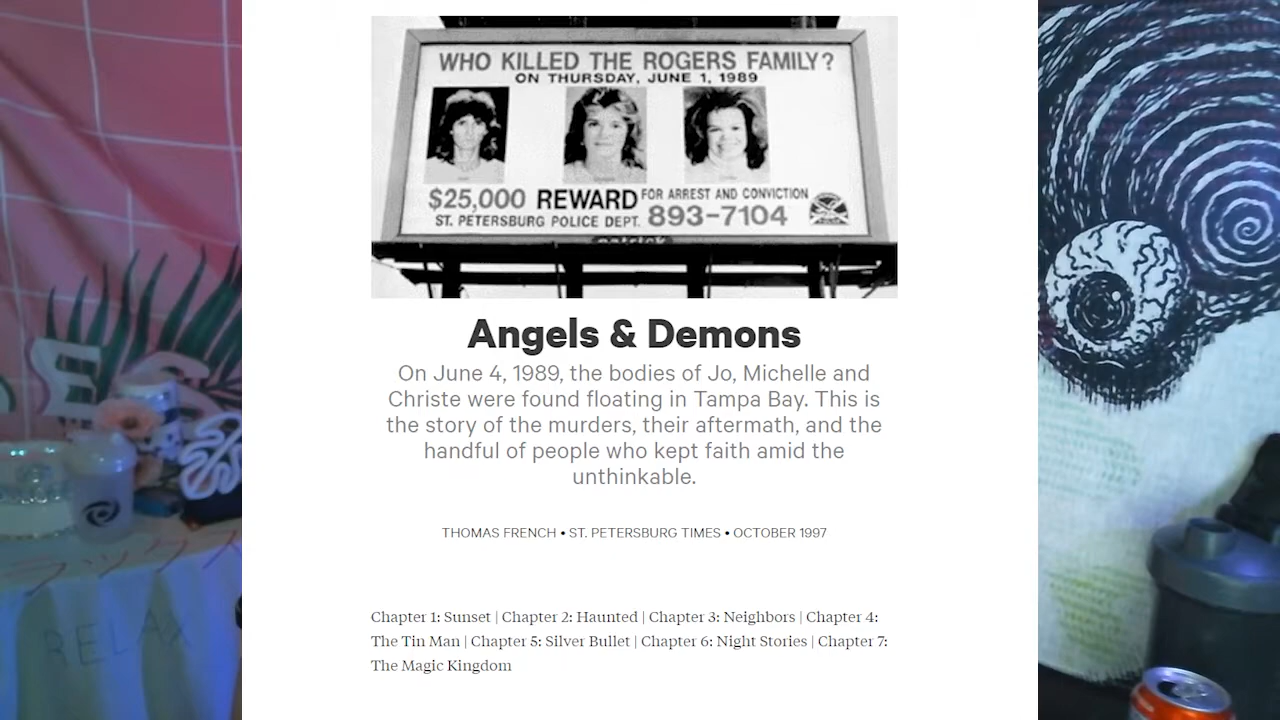 WHO KILLED THE ROGERS FAMILY?
ON THURSDAY, JUNE 1, 1989
$25,000 REWARD FOR ARREST AND CONVICTION
ST. PETERSBURG POLICE DEPT. 893-7104
patrick
Angels & Demons
On June 4, 1989, the bodies of Jo, Michelle and
Christe were found floating in Tampa Bay. This is
the story of the murders, their aftermath, and the
handful of people who kept faith amid the
unthinkable.
THOMAS FRENCH • ST. PETERSBURG TIMES • OCTOBER 1997
Chapter 1: Sunset | Chapter 2: Haunted | Chapter 3: Neighbors | Chapter 4:
The Tin Man | Chapter 5: Silver Bullet | Chapter 6: Night Stories | Chapter 7:
The Magic Kingdom
RELAX